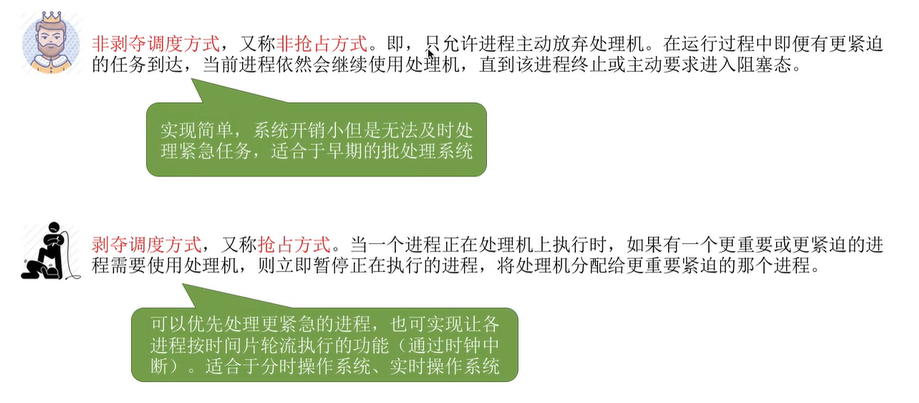 非剥夺调度方式，又称非抢占方式。即，只允许进程主动放弃处理机。在运行过程中即便有更紧迫
的任务到达，当前进程依然会继续使用处理机，直到该进程终止或主动要求进入阻塞态。
实现简单，系统开销小但是无法及时处
理紧急任务，适合于早期的批处理系统
剥夺调度方式，又称抢占方式。当一个进程正在处理机上执行时，如果有一个更重要或更紧迫的进
程需要使用处理机，则立即暂停正在执行的进程，将处理机分配给更重要紧迫的那个进程。
可以优先处理更紧急的进程，也可实现让各
进程按时间片轮流执行的功能（通过时钟中
断）。适合于分时操作系统、实时操作系统